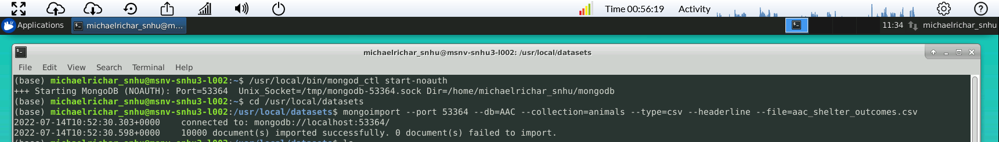 Time 00:56:19 Activity
Applications michaelrichar_snhu@m... 11:34 michaelrichar_snhu
michaelrichar_snhu@msnv-snhu3-l002: /usr/local/datasets
File Edit View Search Terminal Help
(base) michaelrichar_snhu@msnv-snhu3-l002:~$ /usr/local/bin/mongod_ctl start-noauth
+++ Starting MongoDB (NOAUTH): Port=53364  Unix_Socket=/tmp/mongodb-53364.sock Dir=/home/michaelrichar_snhu/mongodb
(base) michaelrichar_snhu@msnv-snhu3-l002:~$ cd /usr/local/datasets
(base) michaelrichar_snhu@msnv-snhu3-l002:/usr/local/datasets$ mongoimport --port 53364 --db=AAC --collection=animals --type=csv --headerline --file=aac_shelter_outcomes.csv
2022-07-14T10:52:30.303+0000    connected to: mongodb://localhost:53364/
2022-07-14T10:52:30.598+0000    10000 document(s) imported successfully. 0 document(s) failed to import.